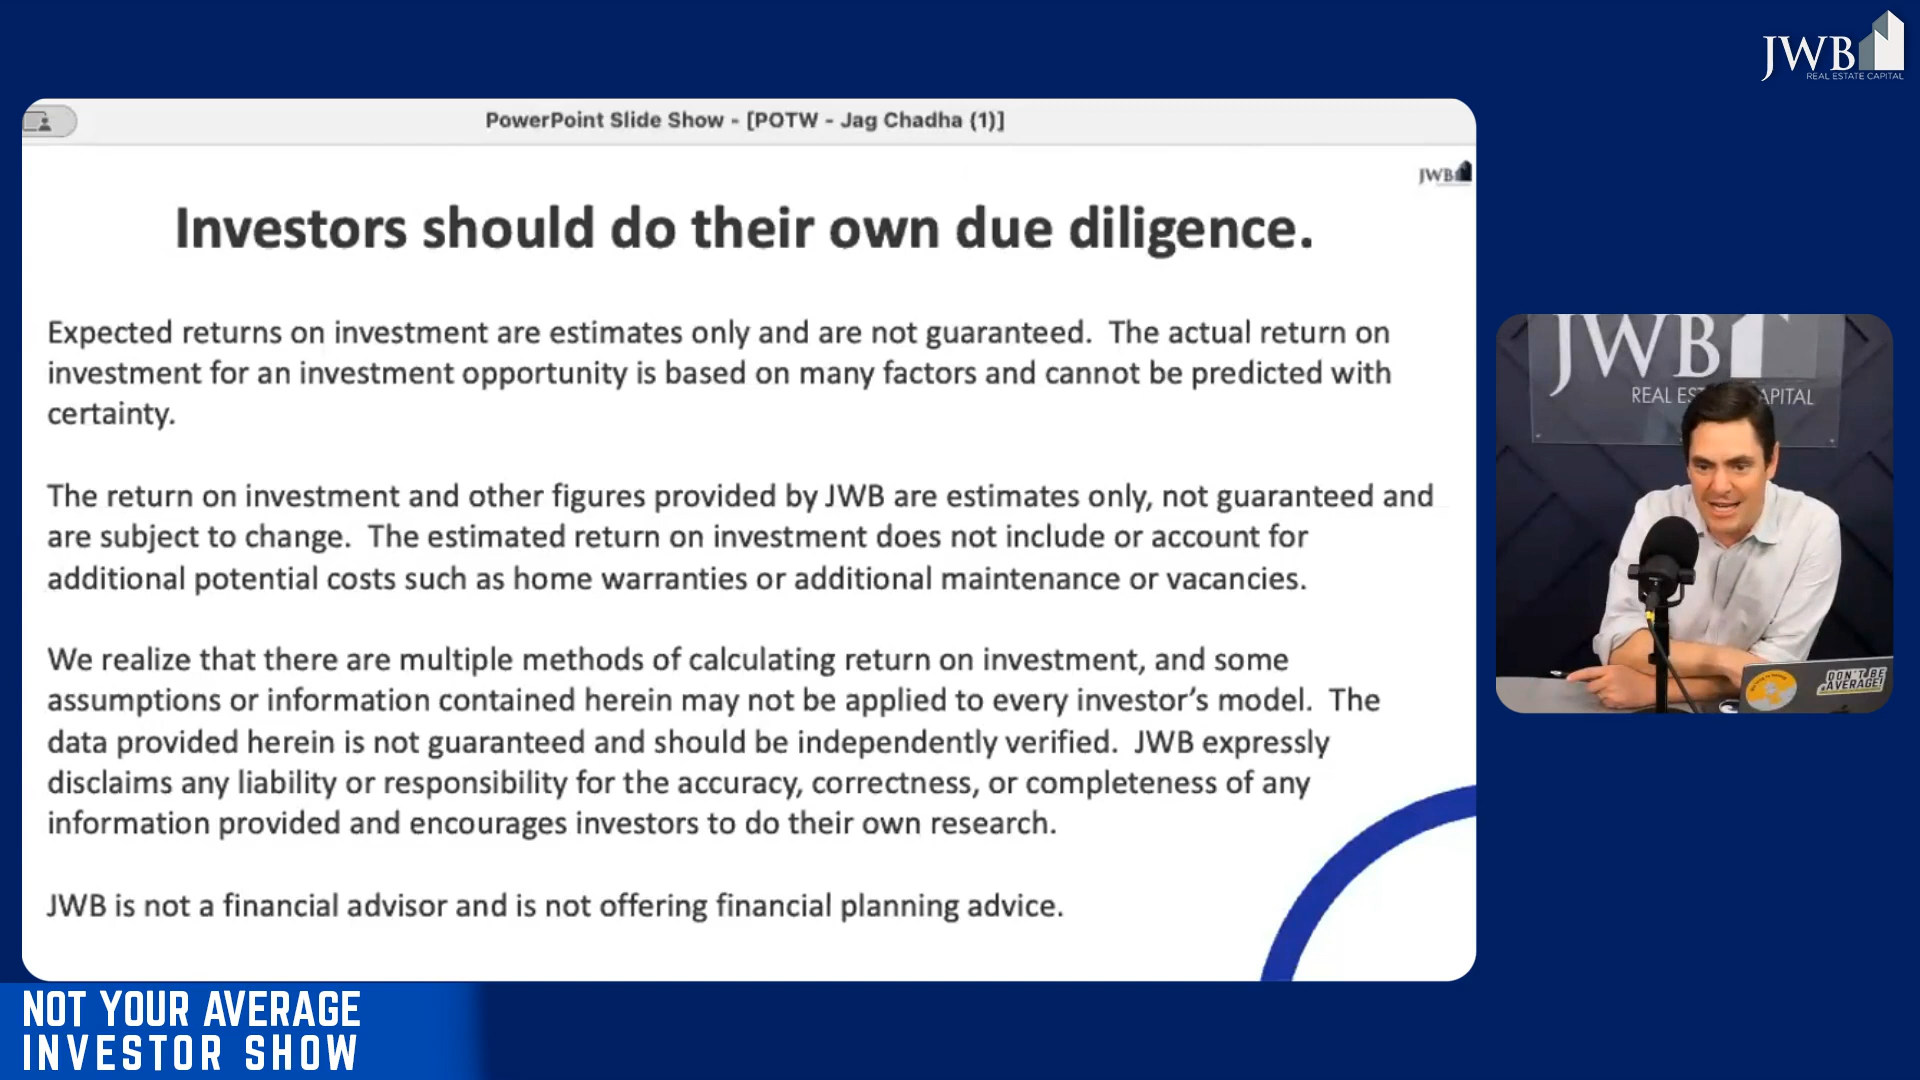 JWB
REAL ESTATE CAPITAL
PowerPoint Slide Show - [POTW - Jag Chadha (1)]
JWB
Investors should do their own due diligence.
Expected returns on investment are estimates only and are not guaranteed.  The actual return on
investment for an investment opportunity is based on many factors and cannot be predicted with
certainty.
The return on investment and other figures provided by JWB are estimates only, not guaranteed and
are subject to change.  The estimated return on investment does not include or account for
additional potential costs such as home warranties or additional maintenance or vacancies.
We realize that there are multiple methods of calculating return on investment, and some
assumptions or information contained herein may not be applied to every investor’s model.  The
data provided herein is not guaranteed and should be independently verified.  JWB expressly
disclaims any liability or responsibility for the accuracy, correctness, or completeness of any
information provided and encourages investors to do their own research.
JWB is not a financial advisor and is not offering financial planning advice.
JWB
REAL ES APITAL
DON'T BE
AVERAGE!
NOT YOUR AVERAGE
INVESTOR SHOW